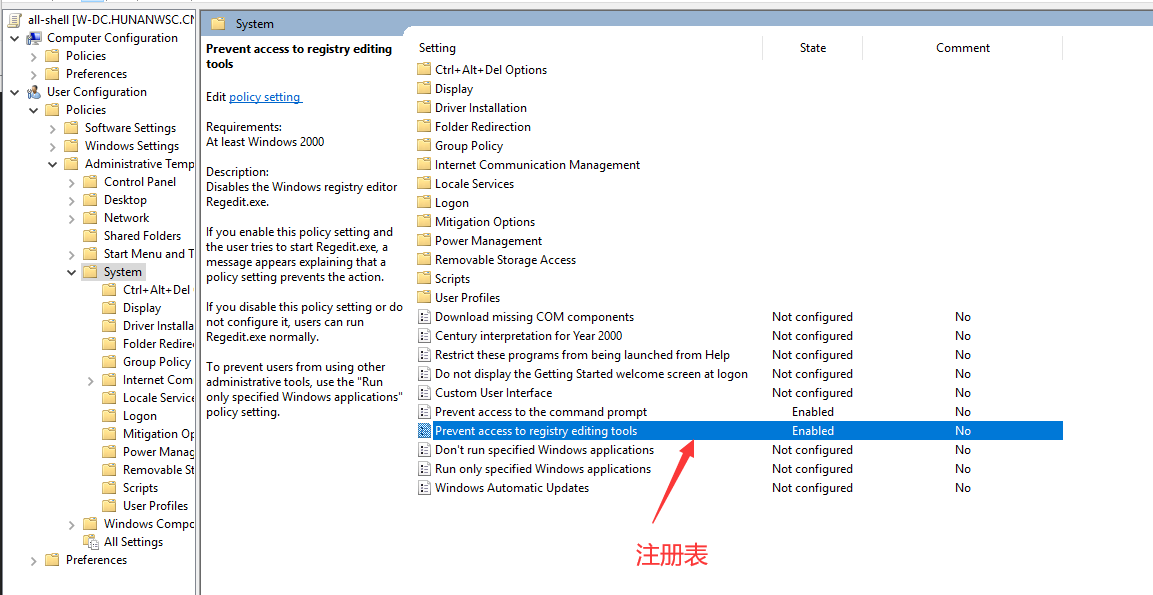 all-shell [W-DC.HUNANWSC.CN
Computer Configuration
Policies
Preferences
User Configuration
Policies
Software Settings
Windows Settings
Administrative Temp
Control Panel
Desktop
Network
Shared Folders
Start Menu and T
System
Ctrl+Alt+Del
Display
Driver Installa
Folder Redire
Group Policy
Internet Com
Locale Service
Logon
Mitigation Op
Power Manag
Removable St
Scripts
User Profiles
Windows Compo
All Settings
Preferences
System
Prevent access to registry editing
tools
Edit policy setting
Requirements:
At least Windows 2000
Description:
Disables the Windows registry editor
Regedit.exe.
If you enable this policy setting and
the user tries to start Regedit.exe, a
message appears explaining that a
policy setting prevents the action.
If you disable this policy setting or do
not configure it, users can run
Regedit.exe normally.
To prevent users from using other
administrative tools, use the "Run
only specified Windows applications"
policy setting.
Setting State Comment
Ctrl+Alt+Del Options
Display
Driver Installation
Folder Redirection
Group Policy
Internet Communication Management
Locale Services
Logon
Mitigation Options
Power Management
Removable Storage Access
Scripts
User Profiles
Download missing COM components Not configured No
Century interpretation for Year 2000 Not configured No
Restrict these programs from being launched from Help Not configured No
Do not display the Getting Started welcome screen at logon Not configured No
Custom User Interface Not configured No
Prevent access to the command prompt Enabled No
Prevent access to registry editing tools Enabled No
Don't run specified Windows applications Not configured No
Run only specified Windows applications Not configured No
Windows Automatic Updates Not configured No
注册表